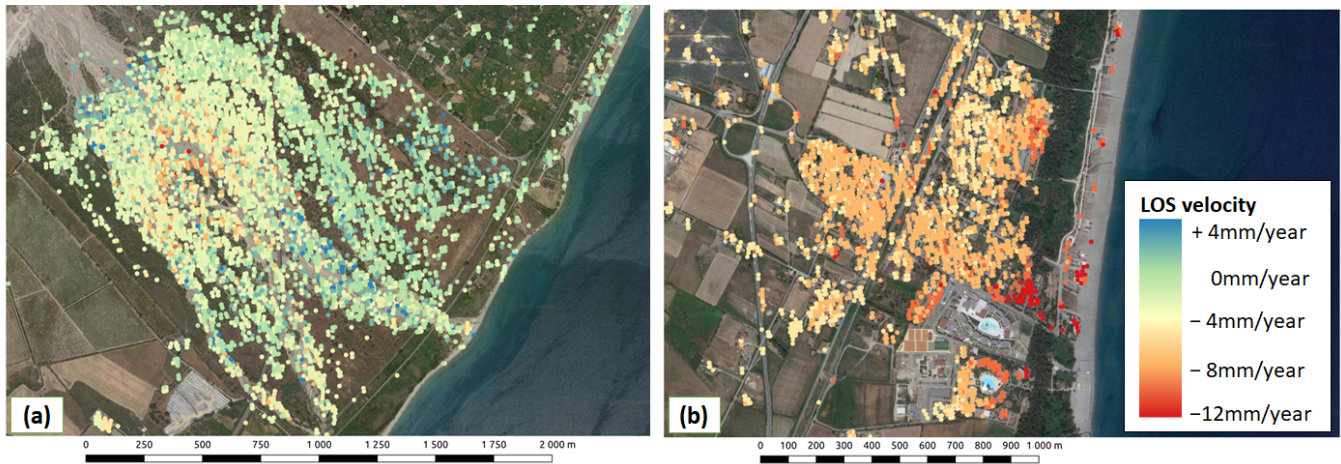 LOS velocity
+ 4mm/year
0mm/year
− 4mm/year
− 8mm/year
−12mm/year
(a)
(b)
0 250 500 750 1 000 1 250 1 500 1 750 2 000 m
0 100 200 300 400 500 600 700 800 900 1 000 m